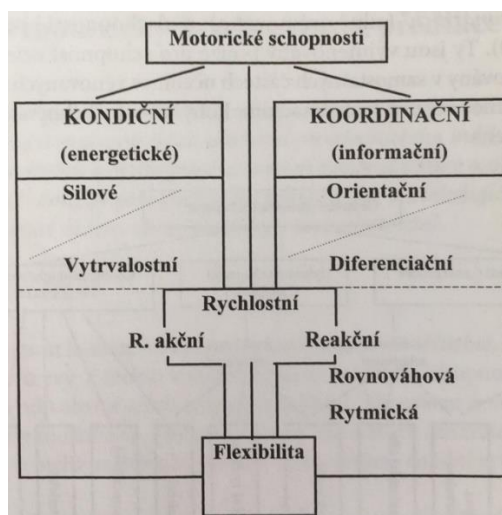 Motorické schopnosti
KONDIČNÍ
(energetické)
KOORDINAČNÍ
(informační)
Silové
Orientační
Vytrvalostní
Diferenciační
Rychlostní
R. akční
Reakční
Rovnováhová
Rytmická
Flexibilita